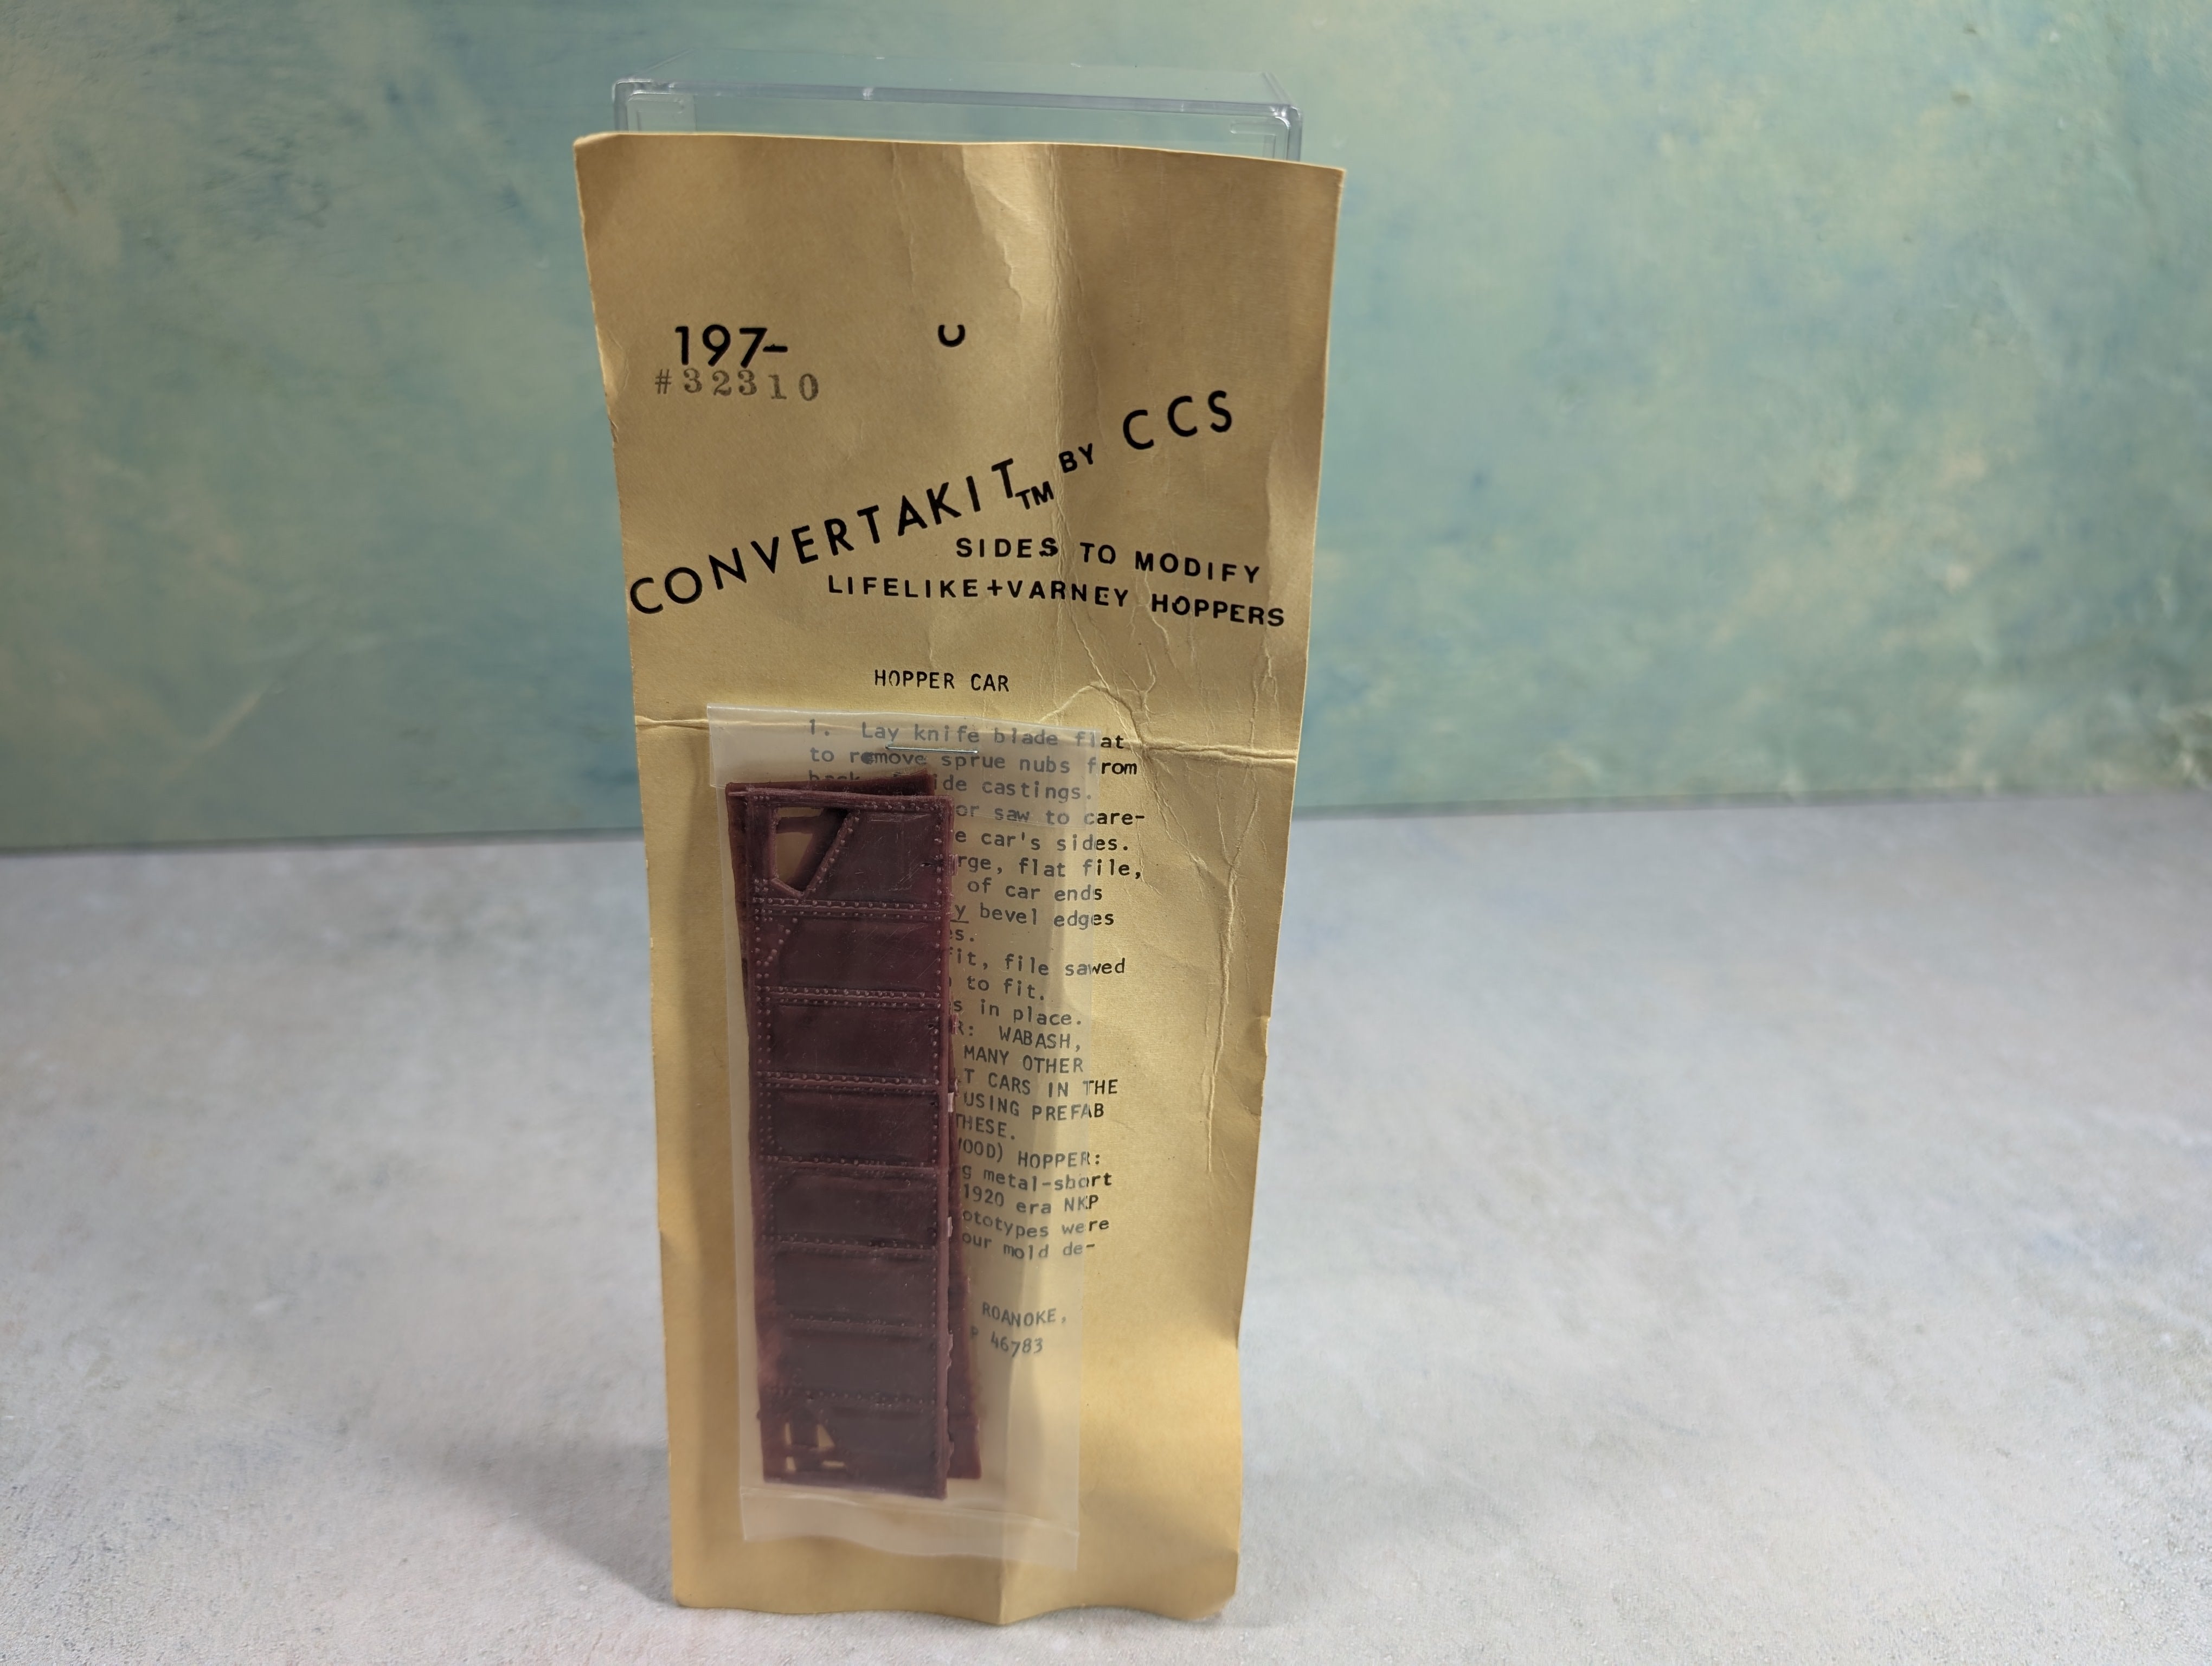 197-
#32310
C
CONVERTAKIT TM BY CCS
SIDES TO MODIFY
LIFELIKE+VARNEY HOPPERS
HOPPER CAR
1. Lay knife blade flat
to remove sprue nubs from
castings.
or saw to care-
car's sides.
flat file,
of car ends
bevel edges
fit, file sawed
to fit.
in place.
WABASH,
MANY OTHER
CARS IN THE
USING PREFAB
THESE.
HOPPER:
metal-short
1920 era NKP
were
our mold de-
ROANOKE,
46783